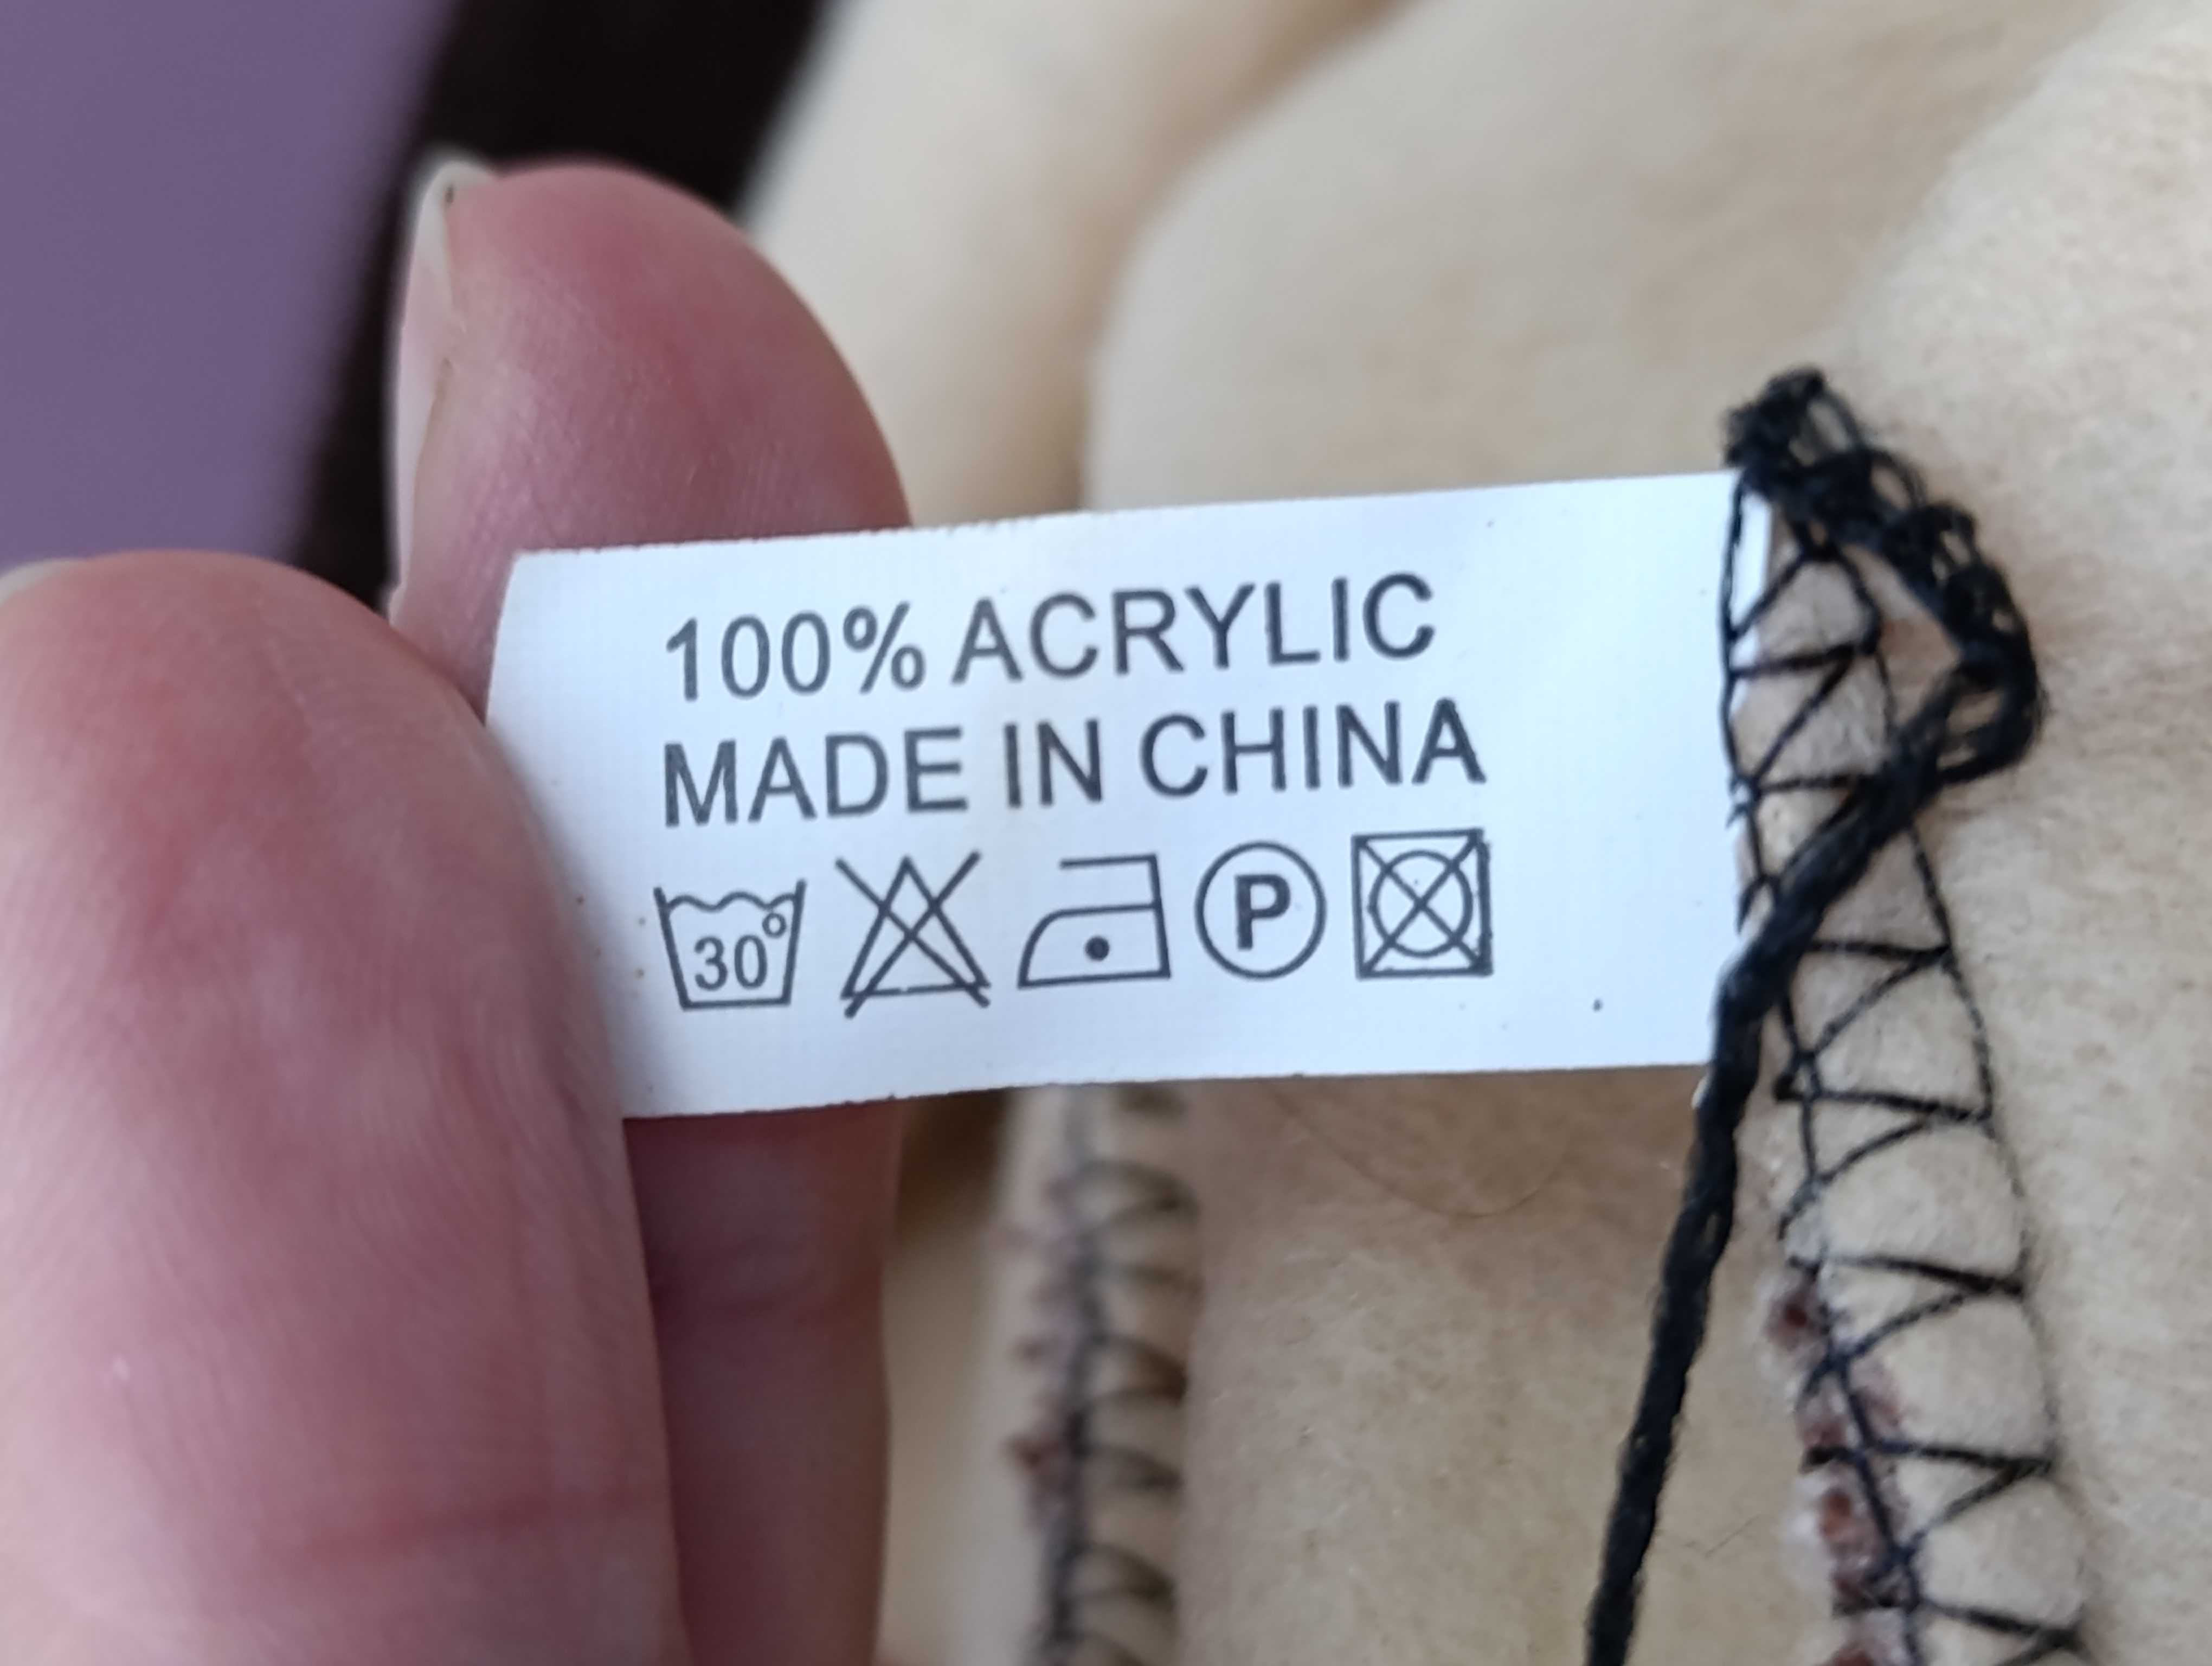 100% ACRYLIC
MADE IN CHINA
30° P